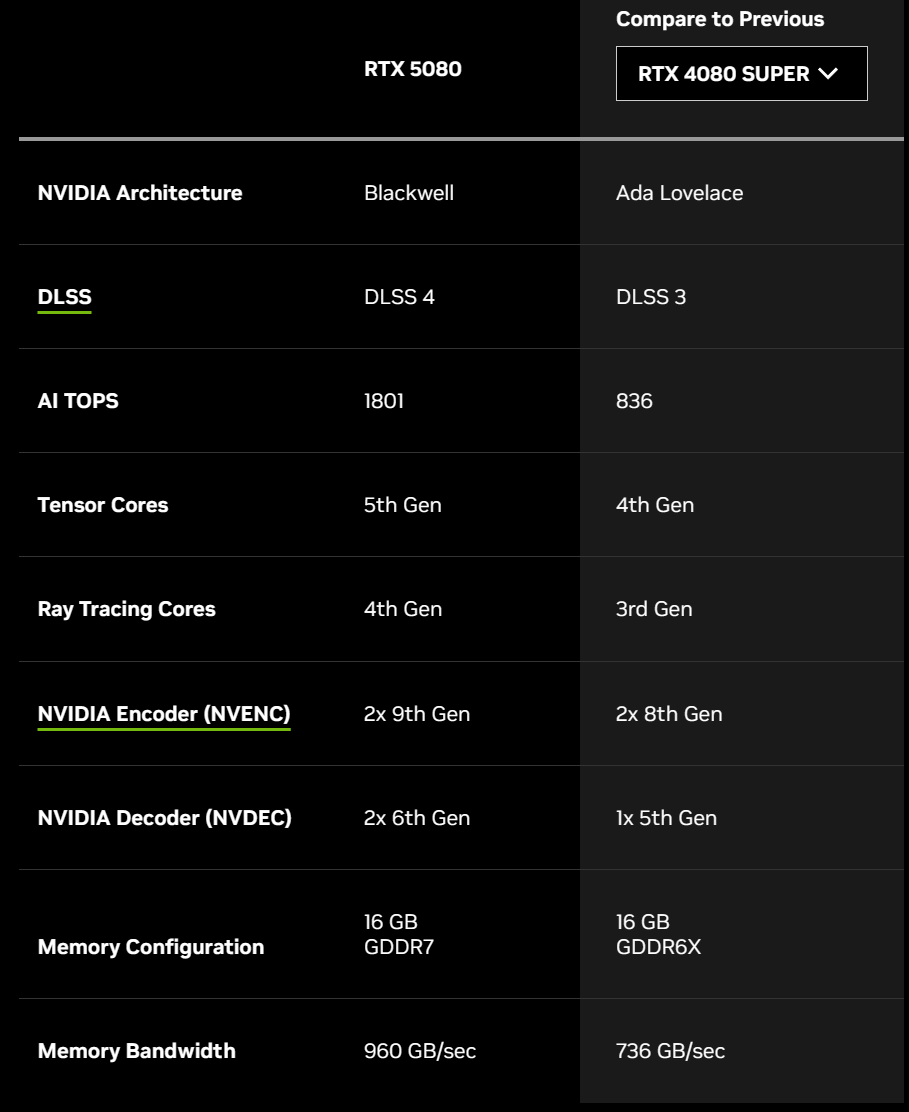 Compare to Previous
RTX 5080
RTX 4080 SUPER
NVIDIA Architecture Blackwell Ada Lovelace
DLSS DLSS 4 DLSS 3
AI TOPS 1801 836
Tensor Cores 5th Gen 4th Gen
Ray Tracing Cores 4th Gen 3rd Gen
NVIDIA Encoder (NVENC) 2x 9th Gen 2x 8th Gen
NVIDIA Decoder (NVDEC) 2x 6th Gen 1x 5th Gen
16 GB 16 GB
Memory Configuration GDDR7 GDDR6X
Memory Bandwidth 960 GB/sec 736 GB/sec